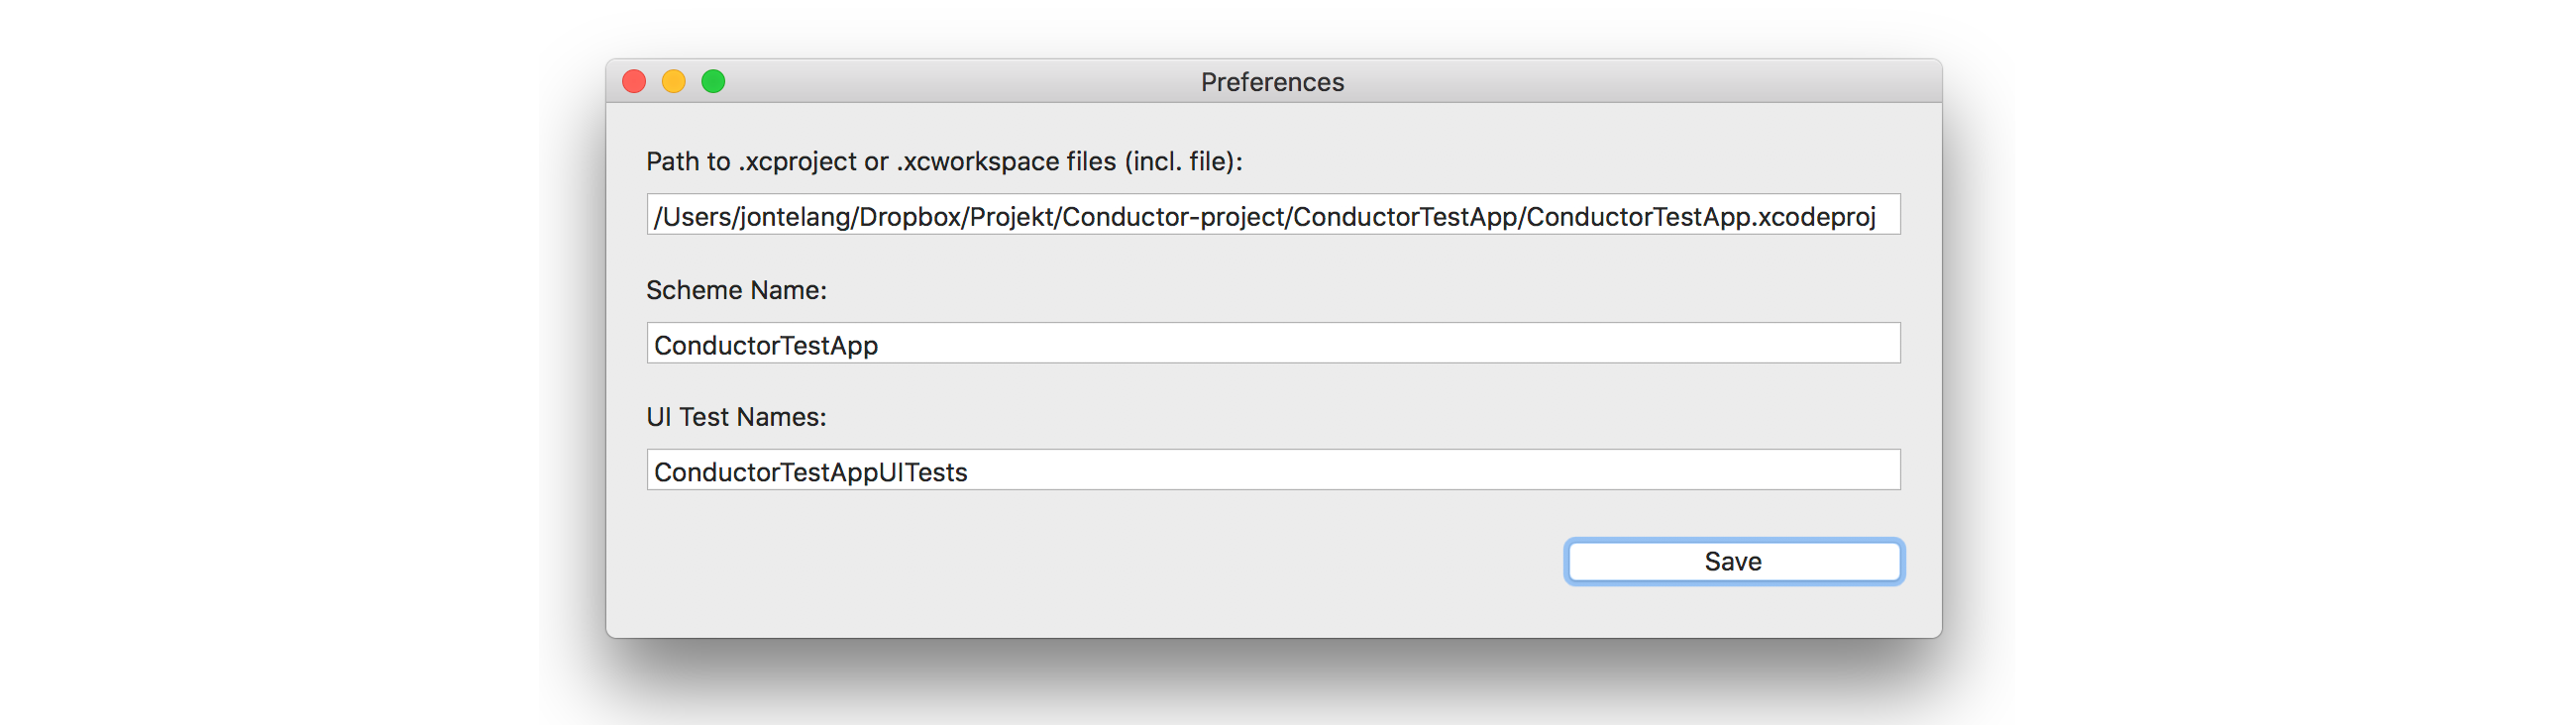 Preferences
Path to .xcproject or .xcworkspace files (incl. file):
/Users/jontelang/Dropbox/Projekt/Conductor-project/ConductorTestApp/ConductorTestApp.xcodeproj
Scheme Name:
ConductorTestApp
UI Test Names:
ConductorTestAppUITests
Save